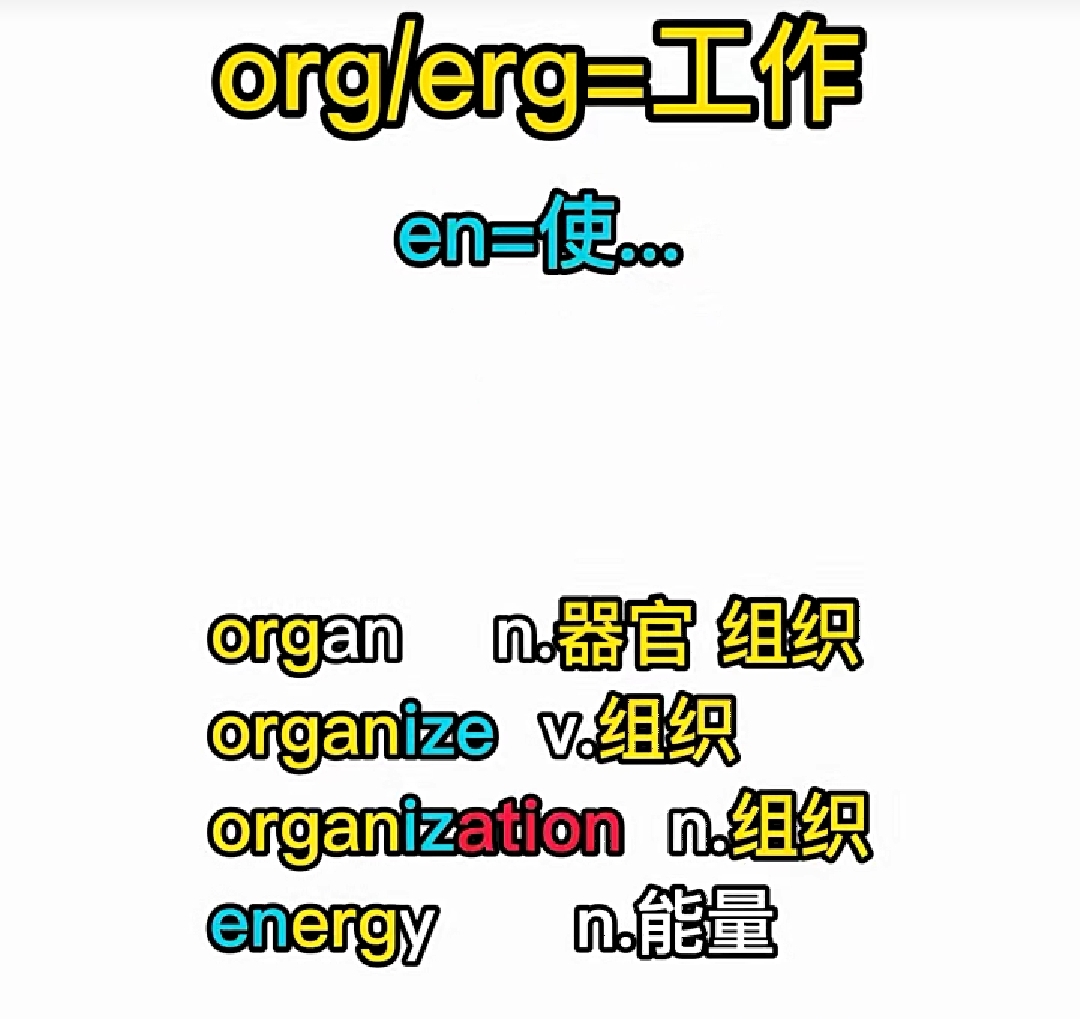 org/erg=工作
en=使...
organ n.器官 组织
organize v.组织
organization n.组织
energy n.能量